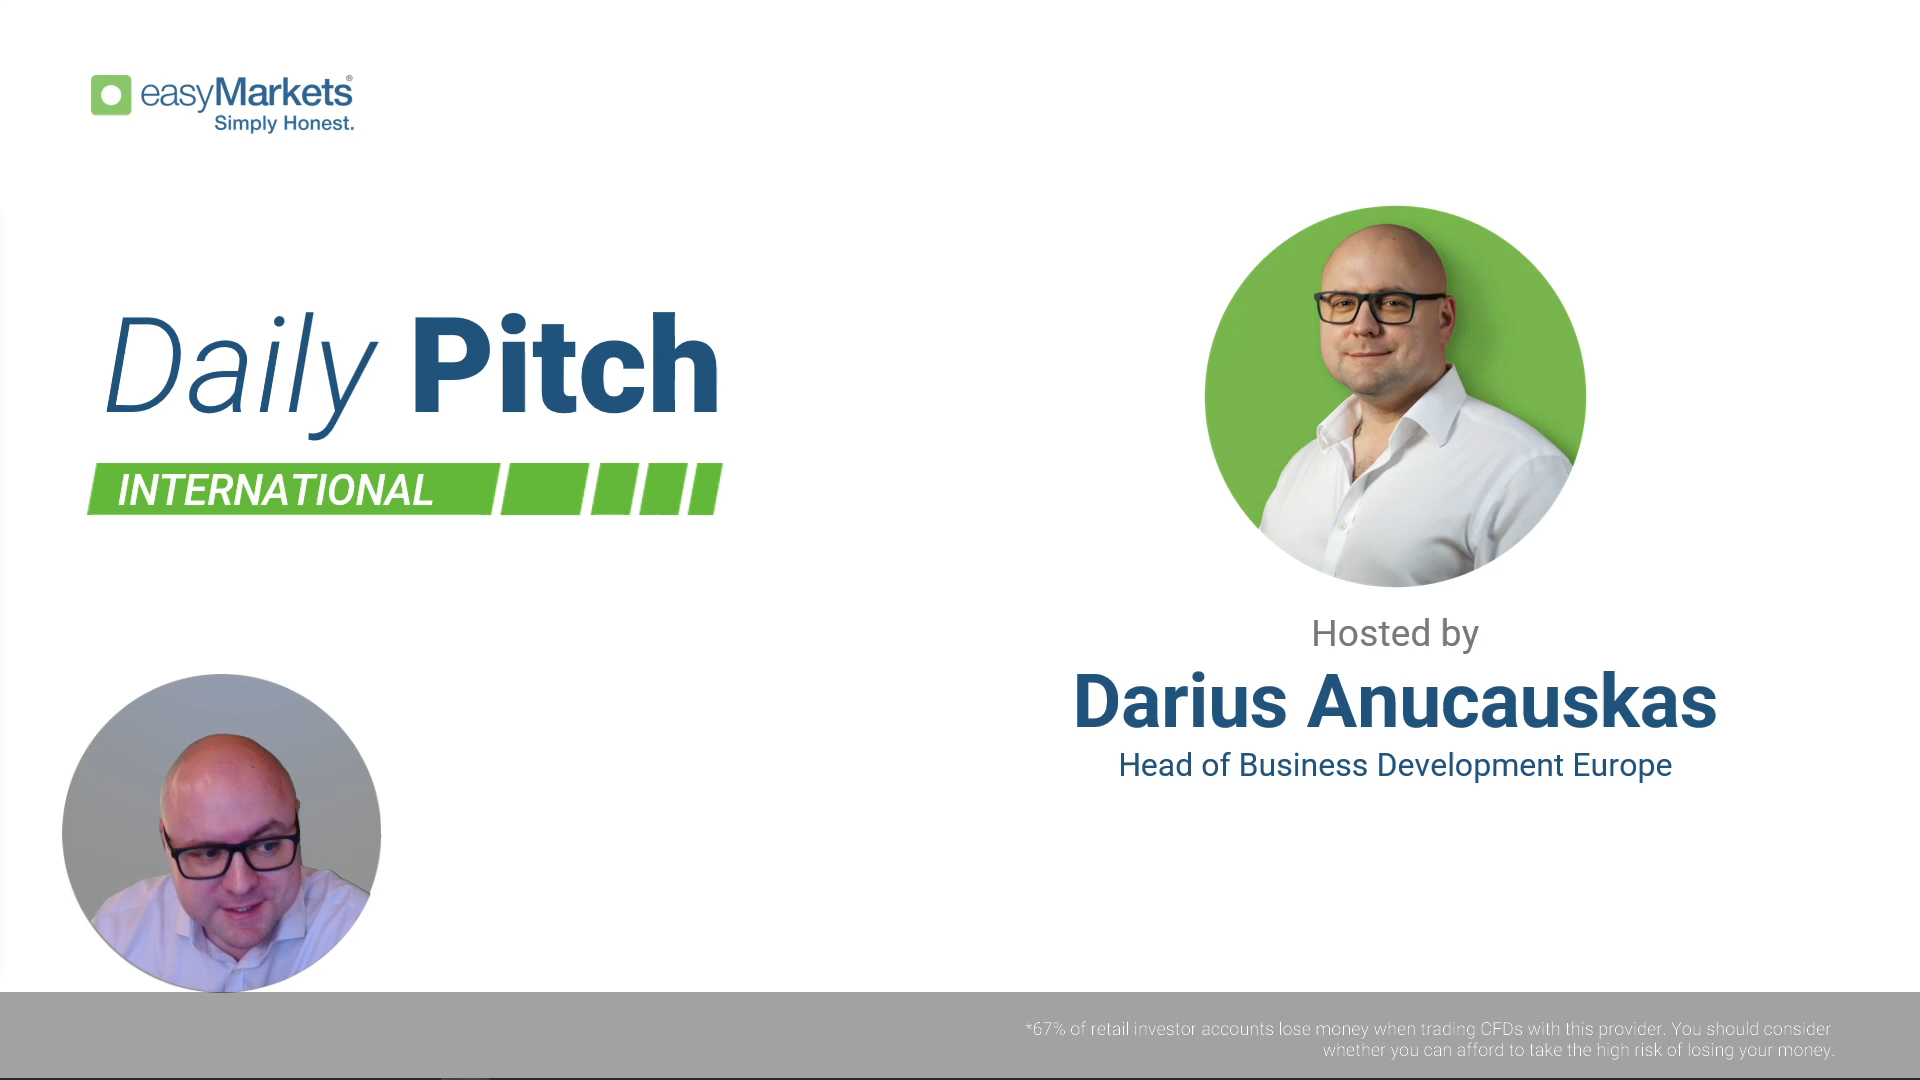 easyMarkets®
Simply Honest.
Daily Pitch
INTERNATIONAL
Hosted by
Darius Anucauskas
Head of Business Development Europe
*67% of retail investor accounts lose money when trading CFDs with this provider. You should consider
whether you can afford to take the high risk of losing your money.